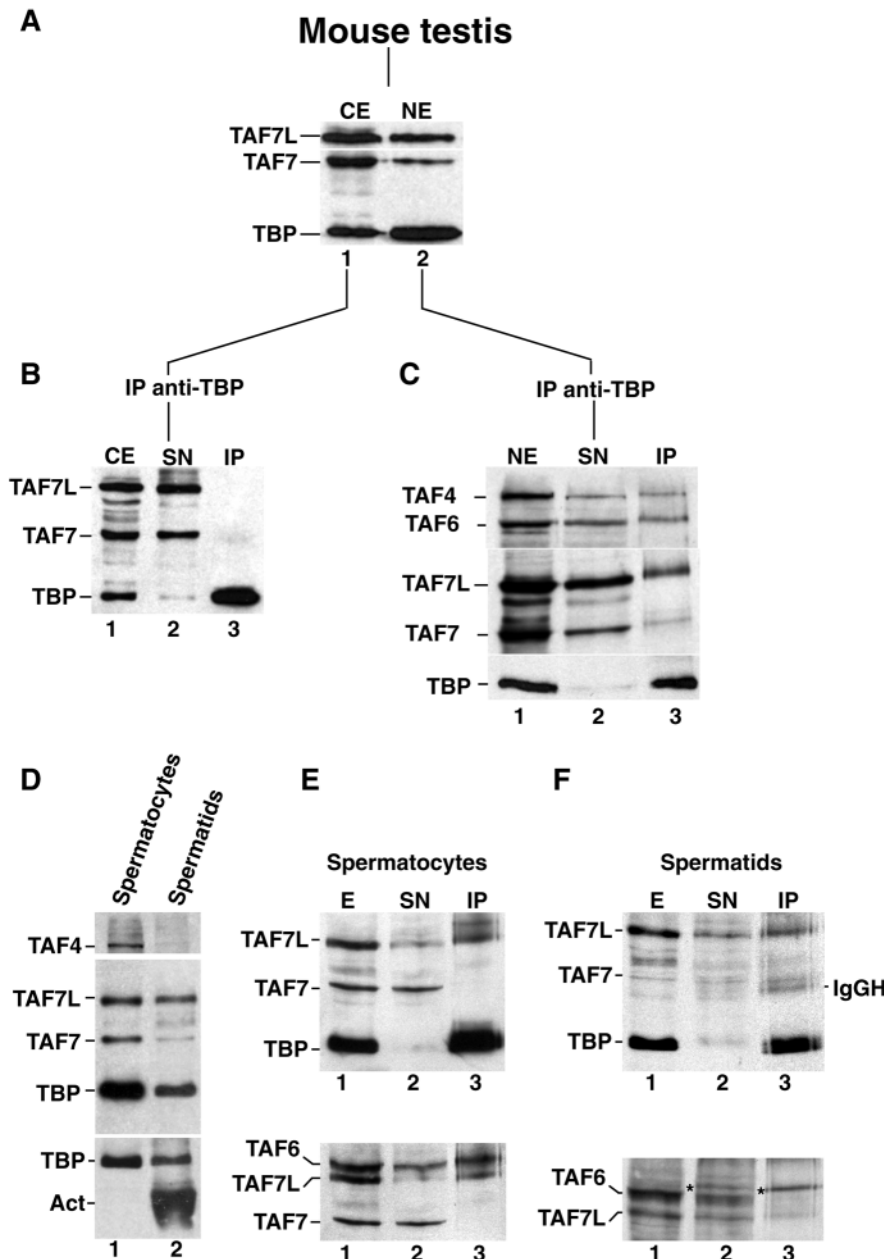 A
Mouse testis
CE NE
TAF7L
TAF7
TBP
1 2
B
IP anti-TBP
CE SN IP
TAF7L
TAF7
TBP
1 2 3
C
IP anti-TBP
NE SN IP
TAF4
TAF6
TAF7L
TAF7
TBP
1 2 3
D
Spermatocytes
Spermatids
TAF4
TAF7L
TAF7
TBP
TBP
Act
1 2
E
Spermatocytes
E SN IP
TAF7L
TAF7
TBP
1 2 3
TAF6
TAF7L
TAF7
1 2 3
F
Spermatids
E SN IP
TAF7L
TAF7
IgGH
TBP
1 2 3
TAF6
* *
TAF7L
1 2 3